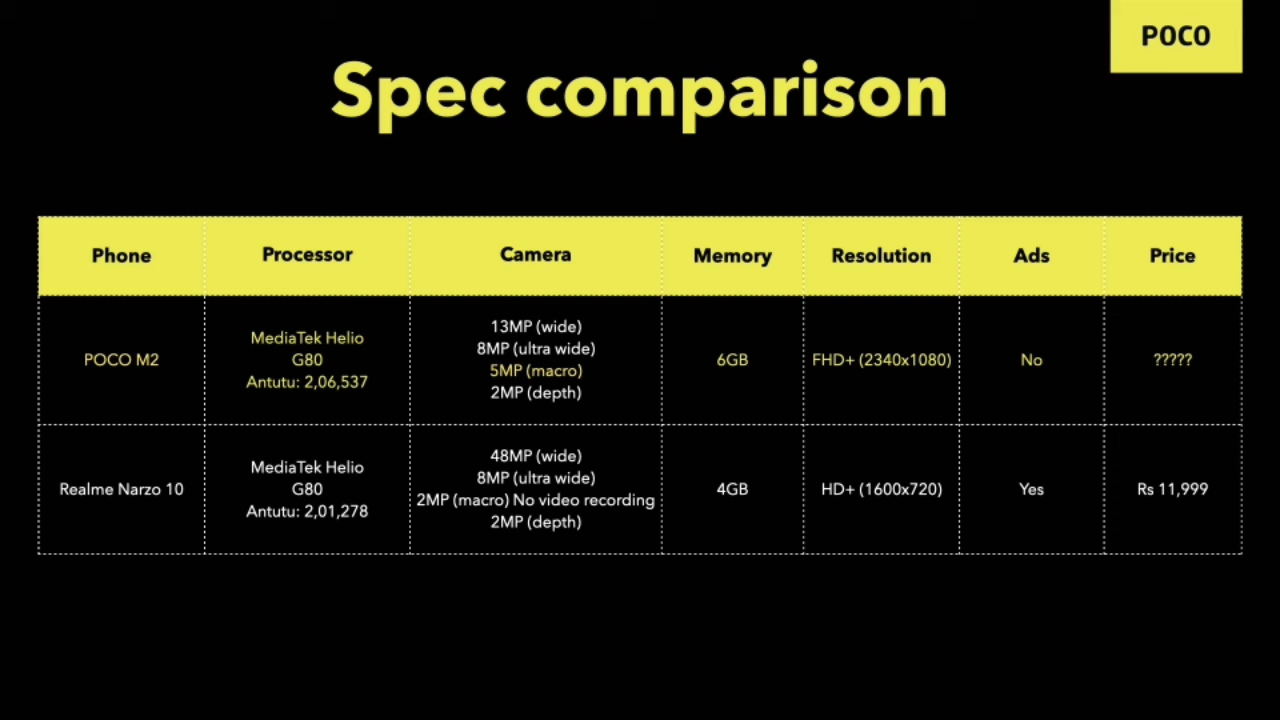 POCO
Spec comparison
Phone
Processor
Camera
Memory
Resolution
Ads
Price
POCO M2
MediaTek Helio
G80
Antutu: 2,06,537
13MP (wide)
8MP (ultra wide)
5MP (macro)
2MP (depth)
6GB
FHD+ (2340x1080)
No
?????
Realme Narzo 10
MediaTek Helio
G80
Antutu: 2,01,278
48MP (wide)
8MP (ultra wide)
2MP (macro) No video recording
2MP (depth)
4GB
HD+ (1600x720)
Yes
Rs 11,999